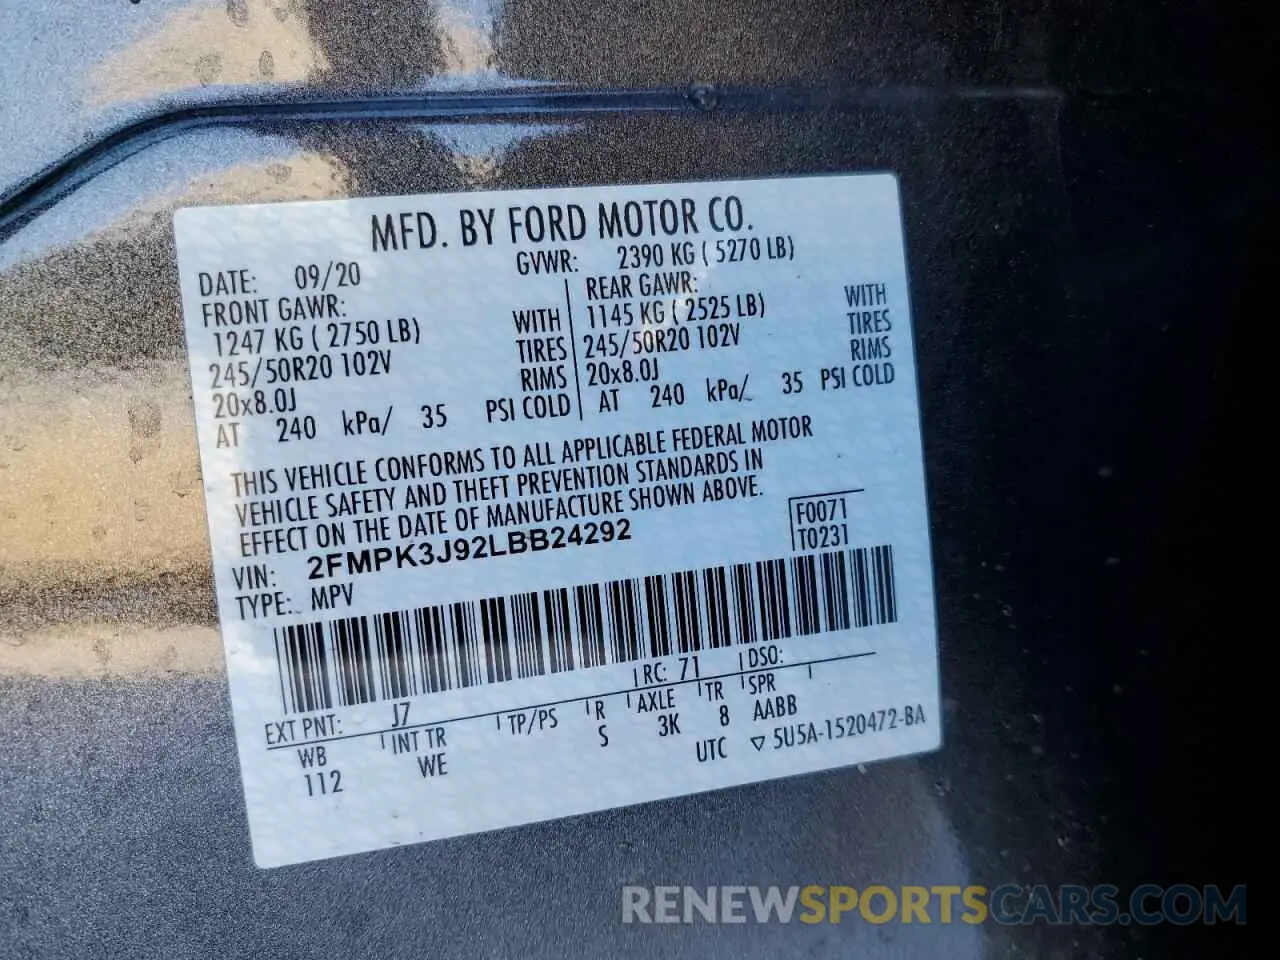 MFD. BY FORD MOTOR CO.
DATE: 09/20 GVWR: 2390 KG ( 5270 LB)
FRONT GAWR:
1247 KG ( 2750 LB) WITH
245/50R20 102V TIRES
20x8.0J RIMS
AT 240 kPa/ 35 PSI COLD
REAR GAWR:
1145 KG ( 2525 LB) WITH
245/50R20 102V TIRES
20x8.0J RIMS
AT 240 kPa/ 35 PSI COLD
THIS VEHICLE CONFORMS TO ALL APPLICABLE FEDERAL MOTOR
VEHICLE SAFETY AND THEFT PREVENTION STANDARDS IN
EFFECT ON THE DATE OF MANUFACTURE SHOWN ABOVE.
F0071
T0231
VIN: 2FMPK3J92LBB24292
TYPE: MPV
EXT PNT: J7 RC: 71 DSO:
WB INT TR TP/PS R AXLE TR SPR
112 WE S 3K 8 AABB
UTC ▽ 5U5A-1520472-BA
RENEWSPORTSCARS.COM